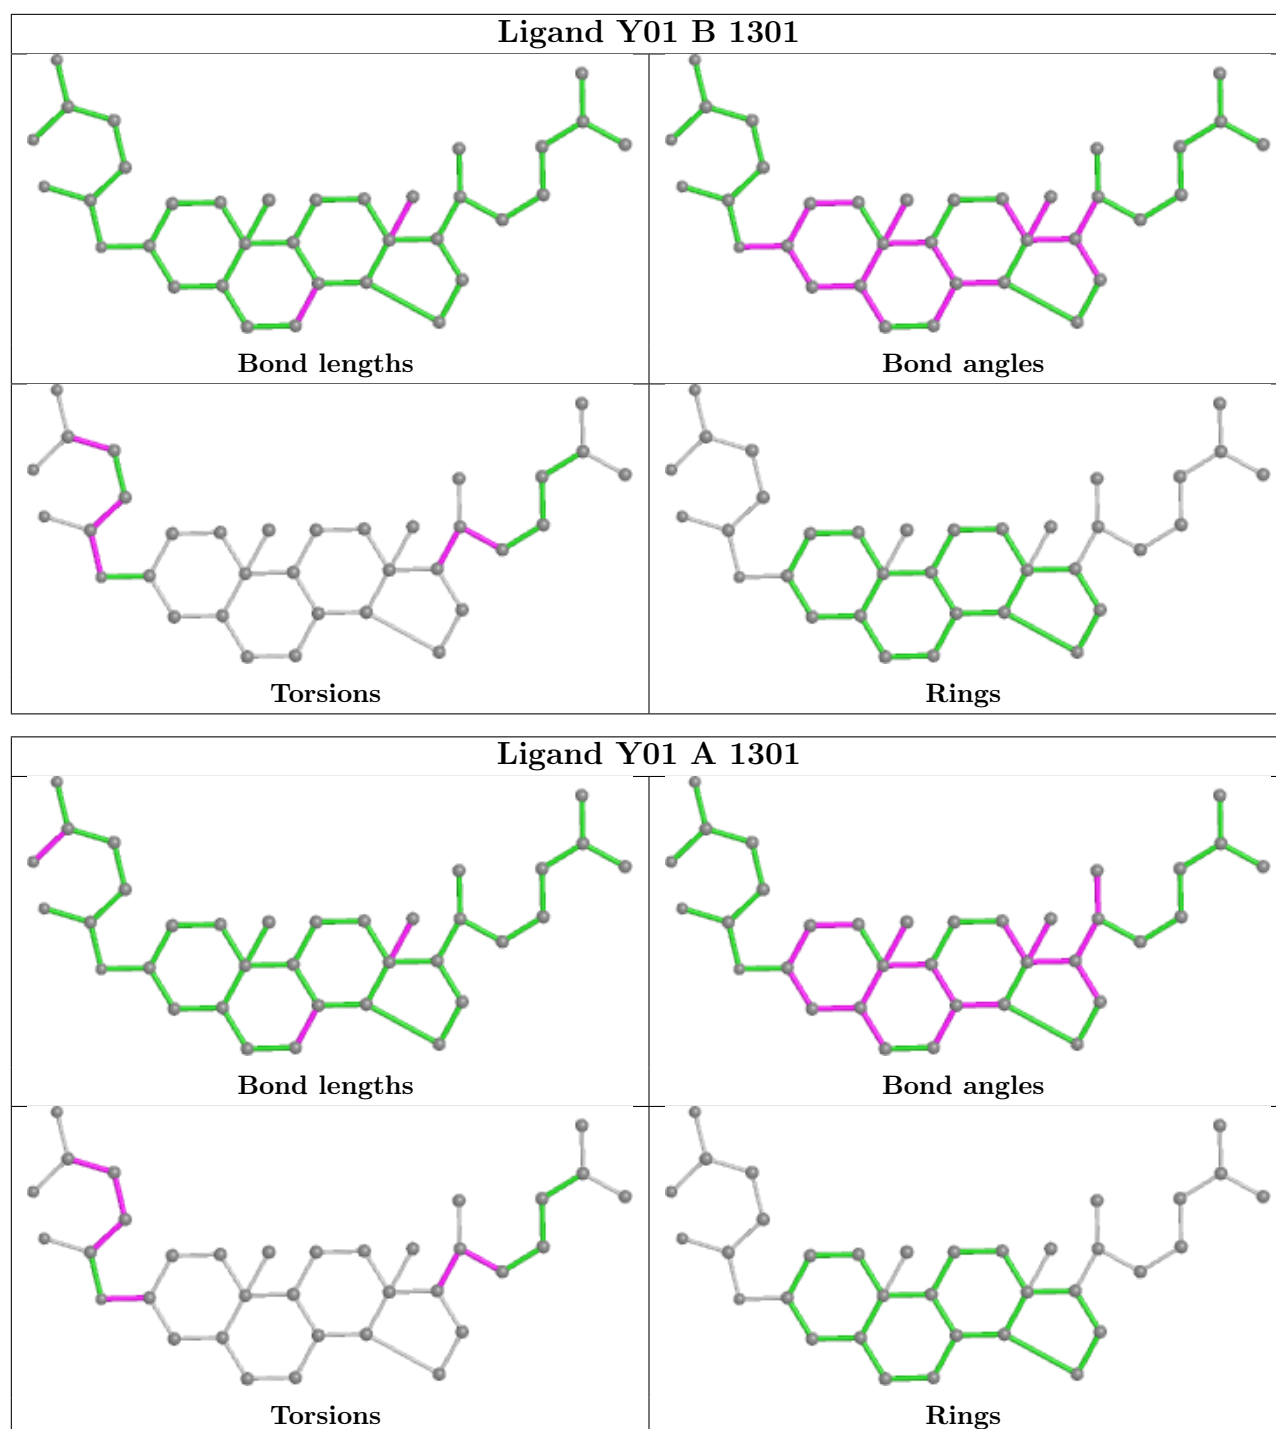 Ligand Y01 B 1301
Bond lengths
Bond angles
Torsions
Rings
Ligand Y01 A 1301
Bond lengths
Bond angles
Torsions
Rings